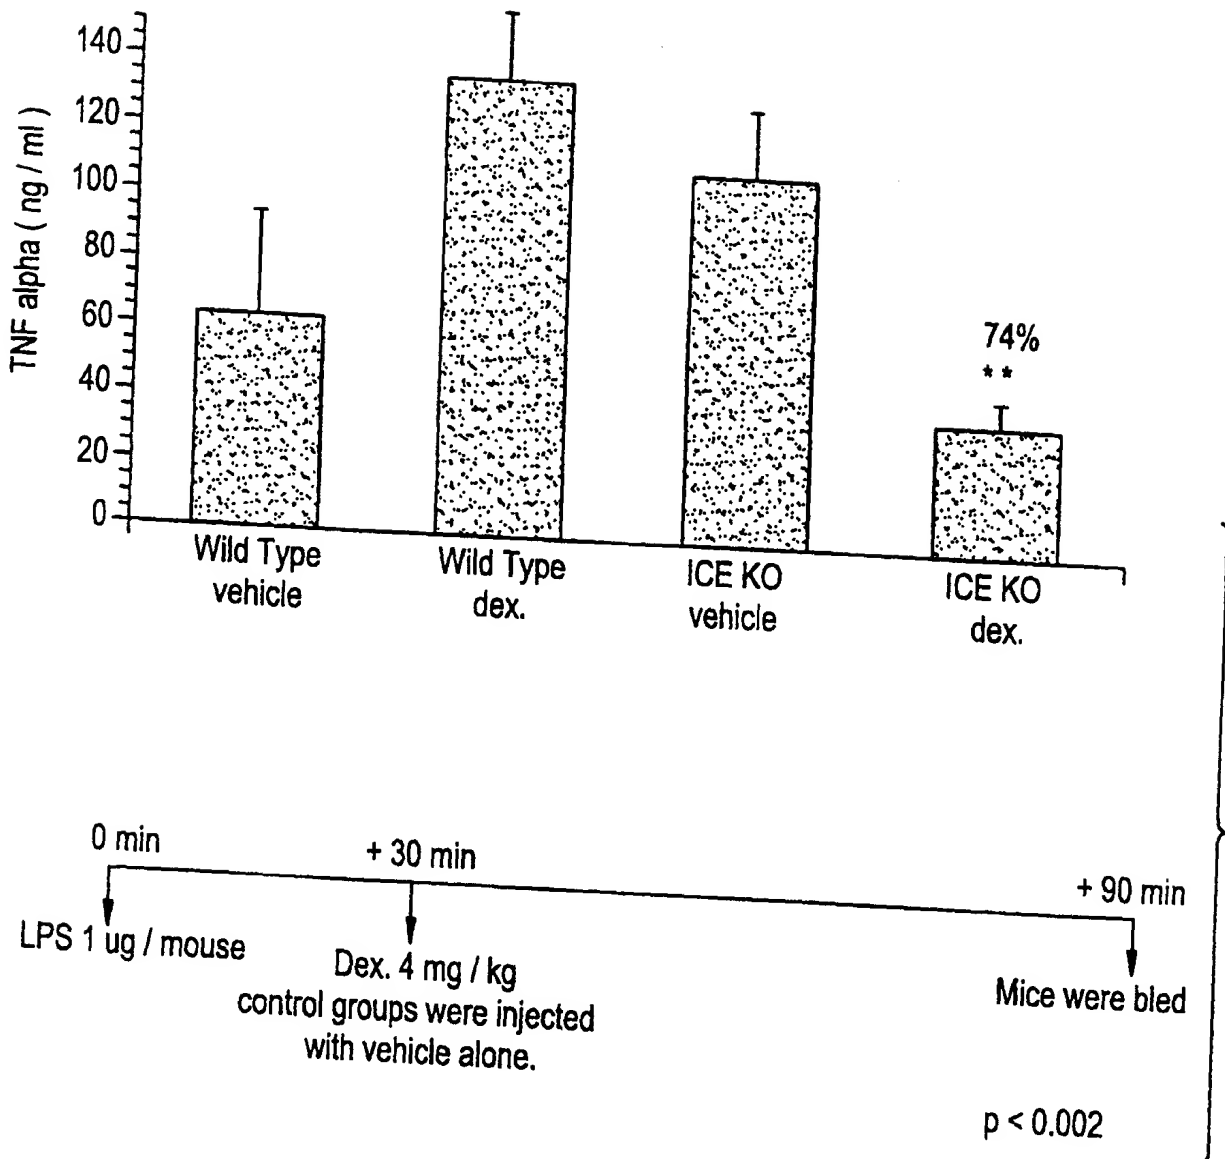 TNF alpha ( ng / ml )
140
120
100
80
60
40
20
0
74%
* *
Wild Type
vehicle
Wild Type
dex.
ICE KO
vehicle
ICE KO
dex.
0 min
+ 30 min
+ 90 min
LPS 1 ug / mouse
Dex. 4 mg / kg
control groups were injected
with vehicle alone.
Mice were bled
p < 0.002